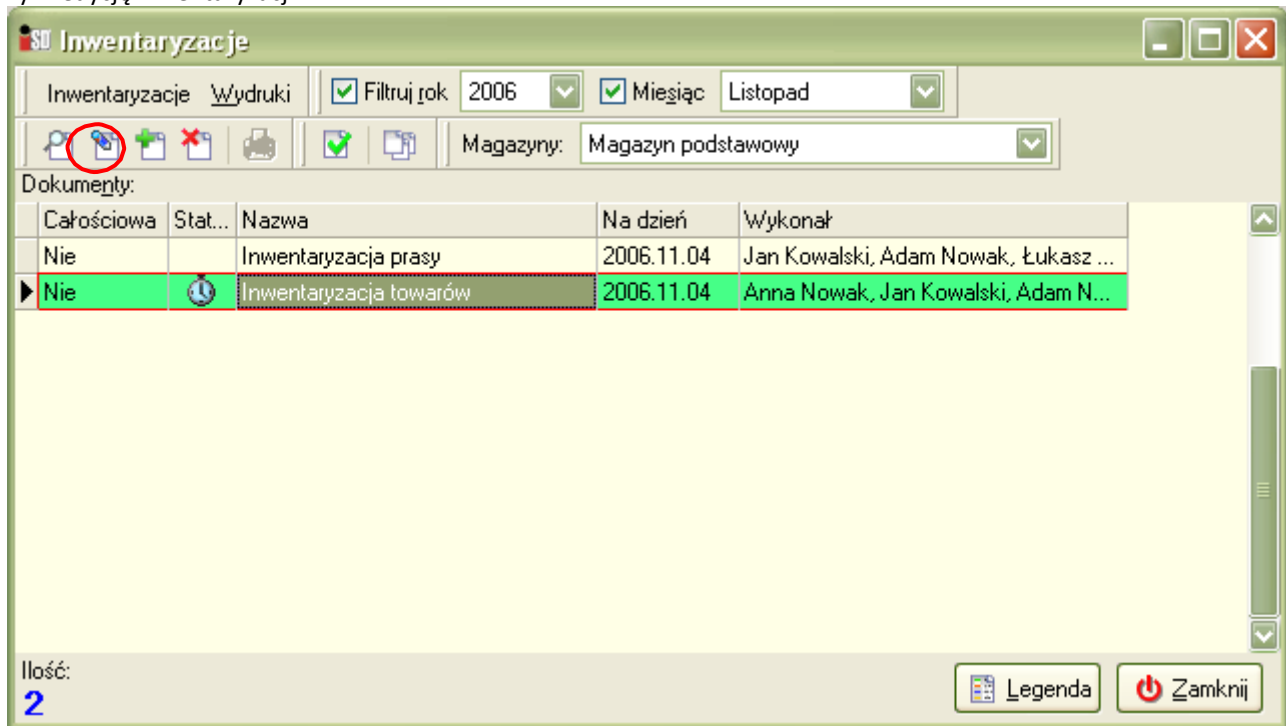 iSD Inwentaryzacje
Inwentaryzacje Wydruki Filtruj rok 2006 Miesiąc Listopad
Magazyny: Magazyn podstawowy
Dokumenty:
Całościowa Stat... Nazwa Na dzień Wykonał
Nie Inwentaryzacja prasy 2006.11.04 Jan Kowalski, Adam Nowak, Łukasz ...
Nie Inwentaryzacja towarów 2006.11.04 Anna Nowak, Jan Kowalski, Adam N...
Ilość:
2
Legenda Zamknij